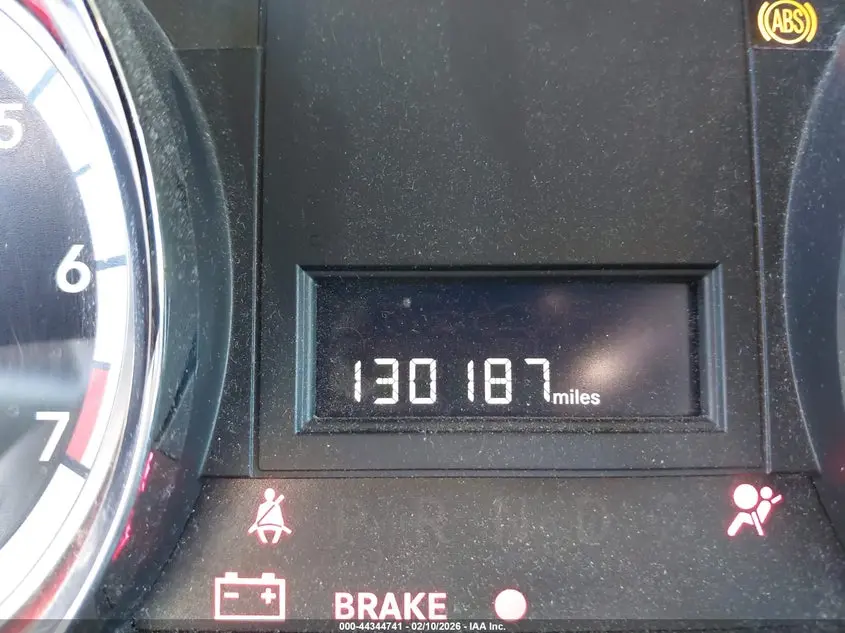 ABS
5
6
7
130187 miles
P R N D
BRAKE
000-44344741 - 02/10/2026 - IAA Inc.